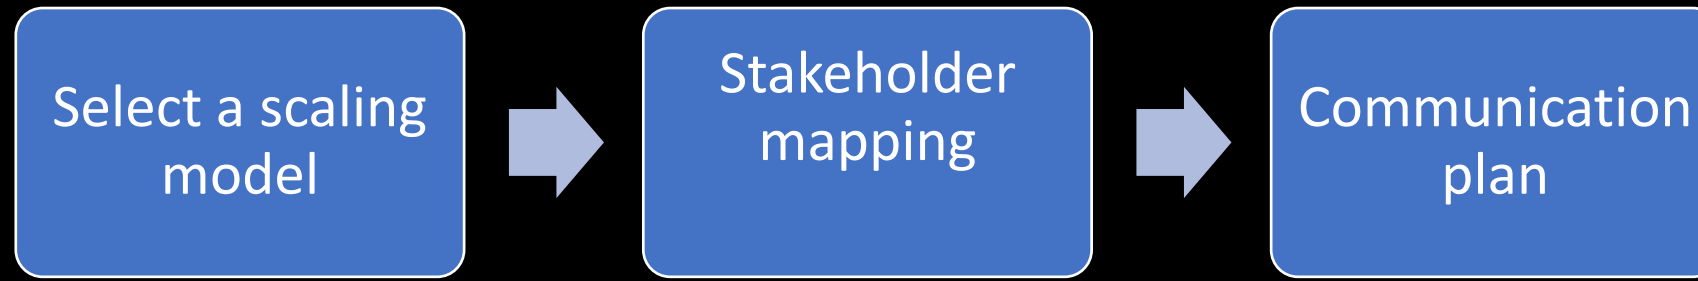 Select a scaling
model
Stakeholder
mapping
Communication
plan